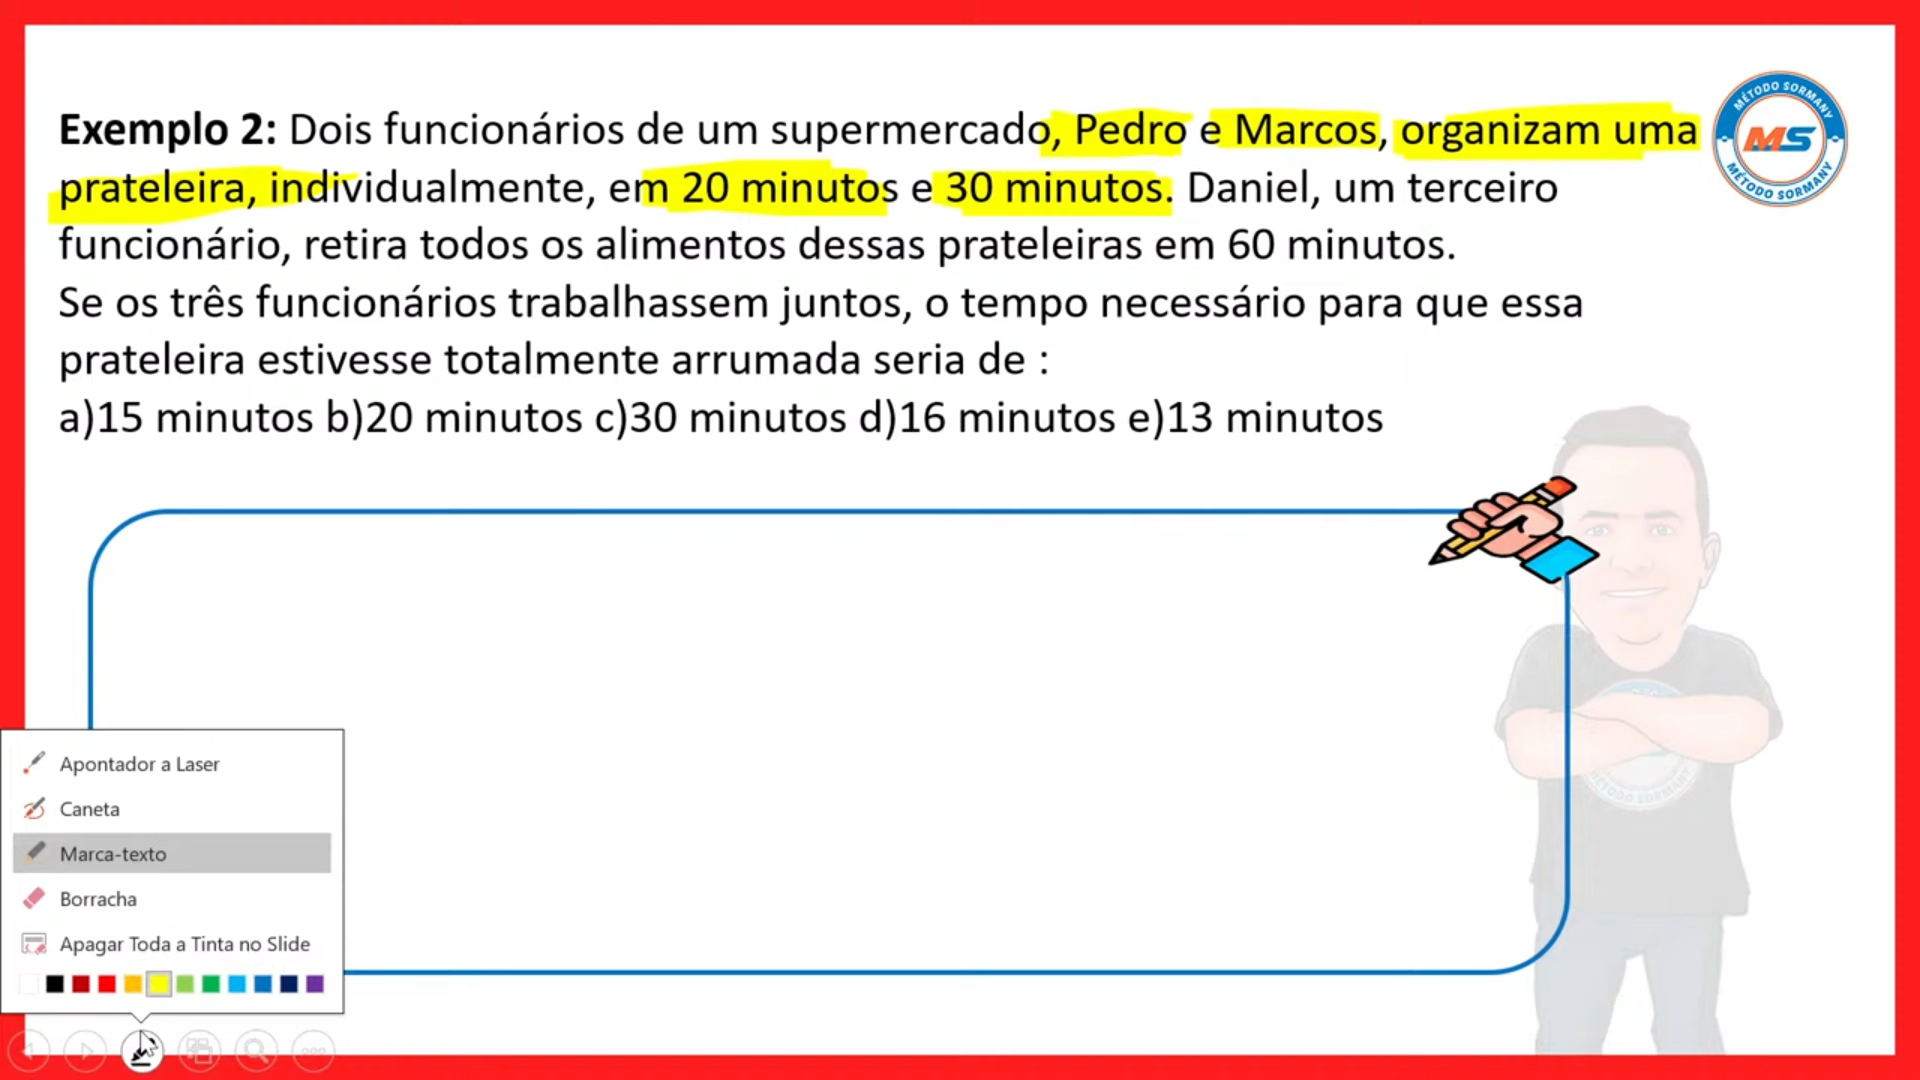 Exemplo 2: Dois funcionários de um supermercado, Pedro e Marcos, organizam uma
prateleira, individualmente, em 20 minutos e 30 minutos. Daniel, um terceiro
funcionário, retira todos os alimentos dessas prateleiras em 60 minutos.
Se os três funcionários trabalhassem juntos, o tempo necessário para que essa
prateleira estivesse totalmente arrumada seria de :
a)15 minutos b)20 minutos c)30 minutos d)16 minutos e)13 minutos
MÉTODO SORMANY
MS
MÉTODO SORMANY
MÉTODO SORMANY
Apontador a Laser
Caneta
Marca-texto
Borracha
Apagar Toda a Tinta no Slide